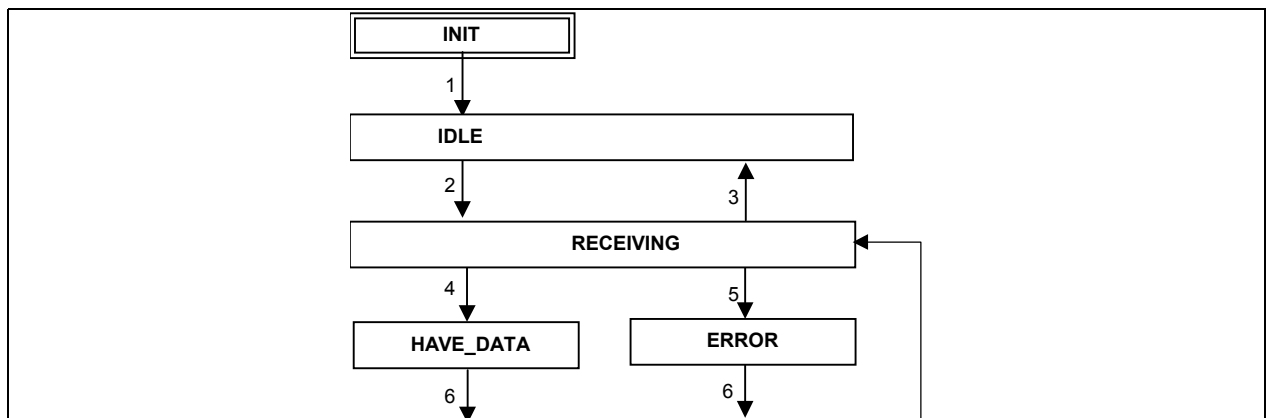 INIT
1
IDLE
2
3
RECEIVING
4
5
HAVE_DATA
ERROR
6
6